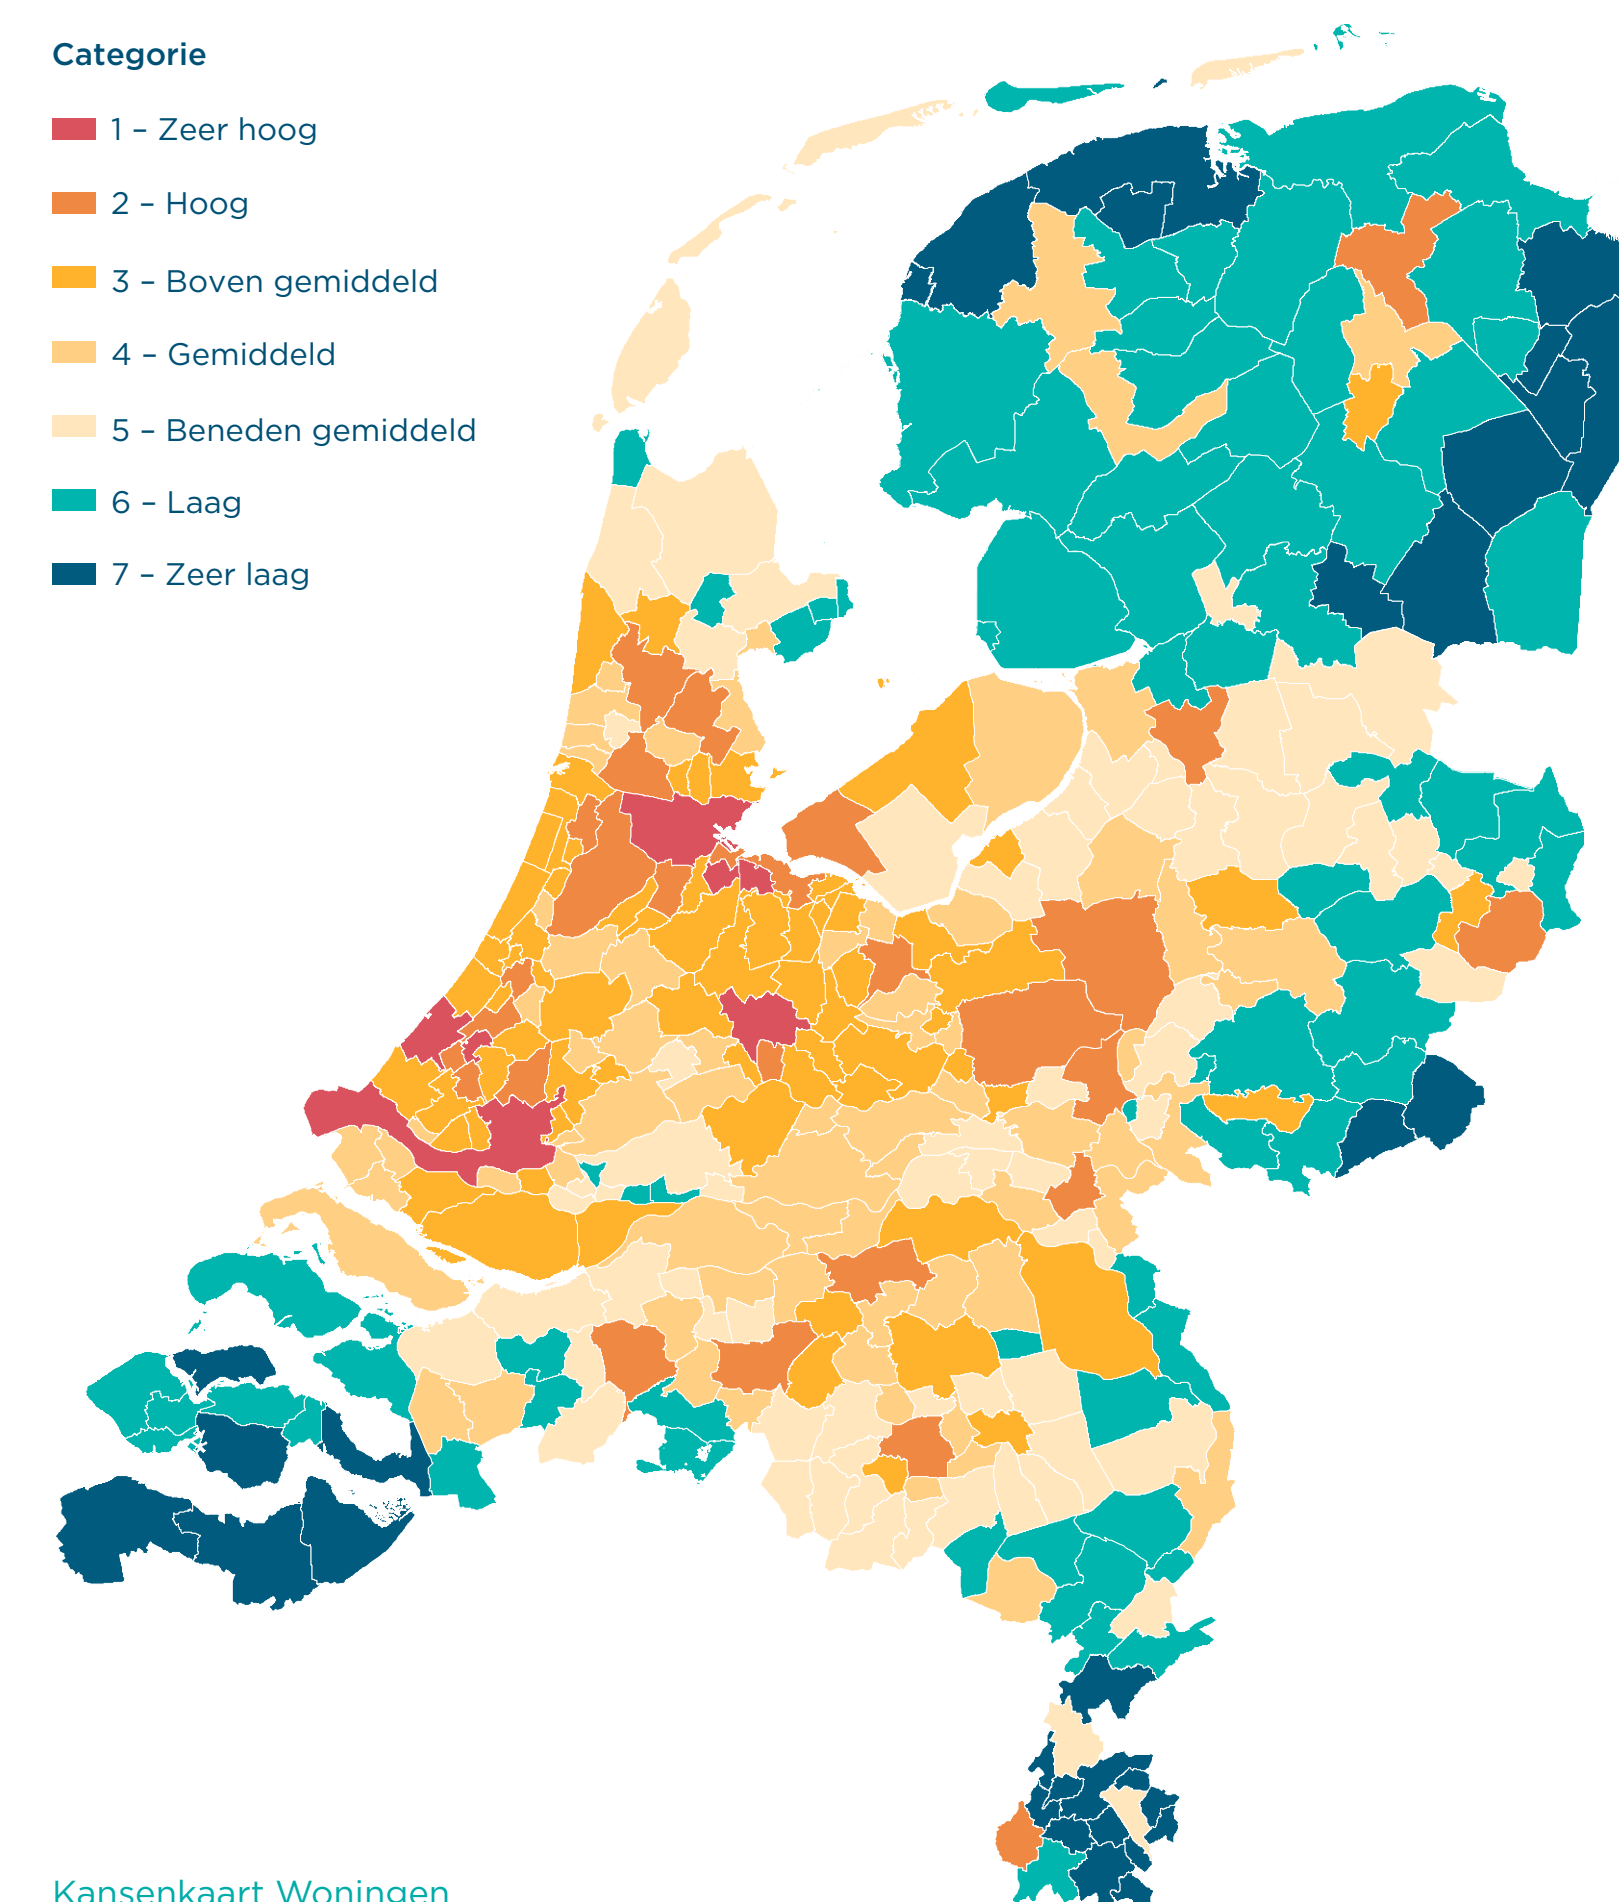 Categorie
1 – Zeer hoog
2 – Hoog
3 – Boven gemiddeld
4 – Gemiddeld
5 – Beneden gemiddeld
6 – Laag
7 – Zeer laag
Kansenkaart Woningen